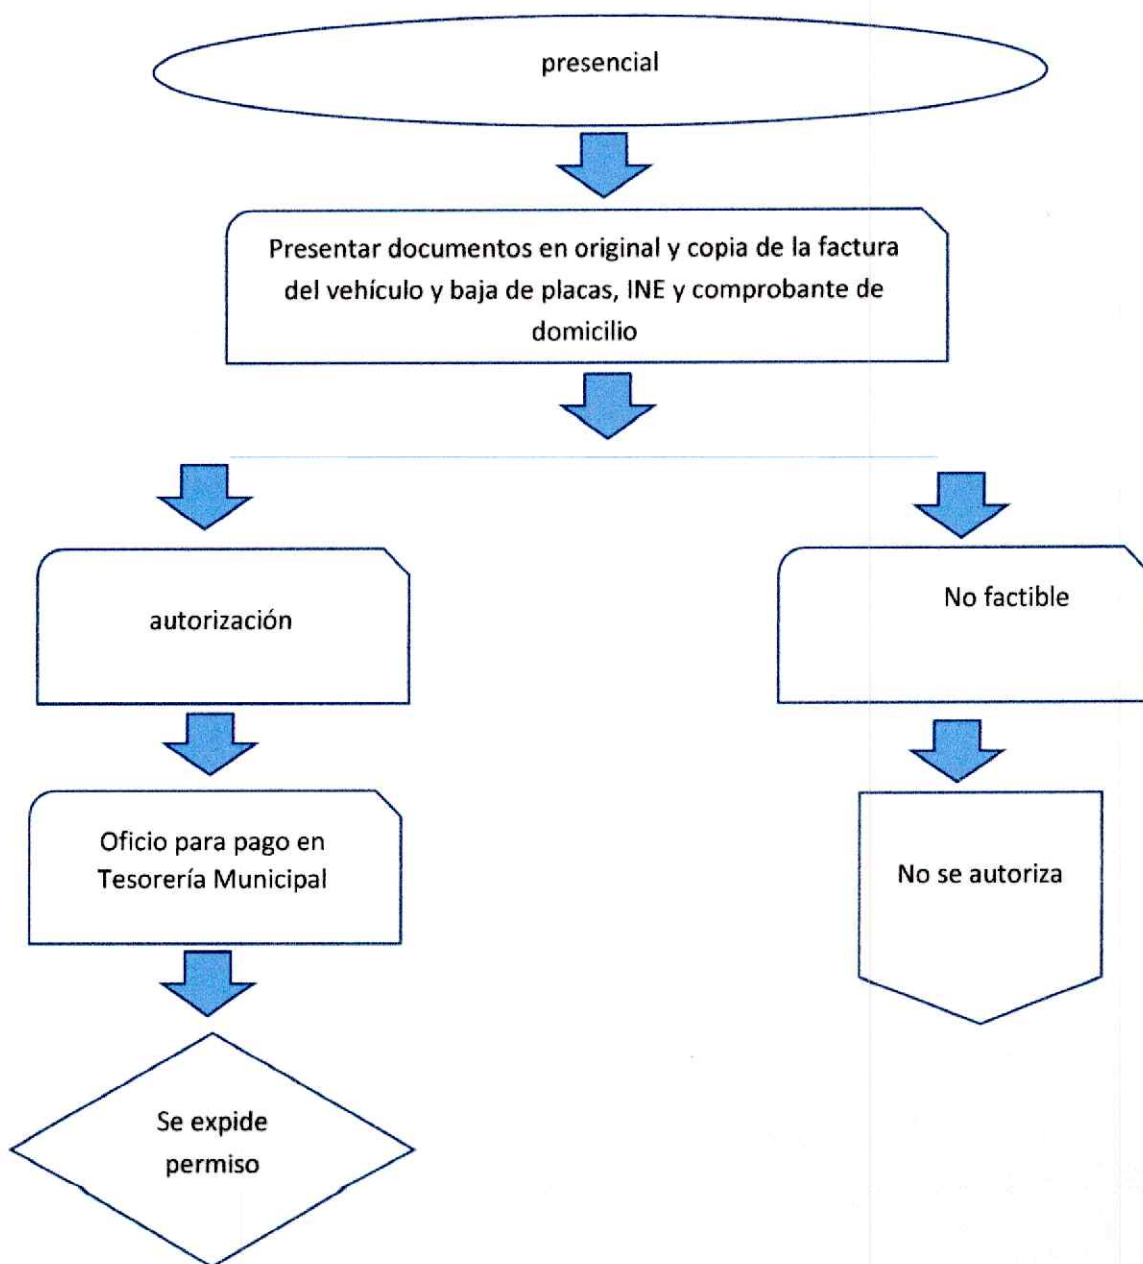 presencial
Presentar documentos en original y copia de la factura
del vehículo y baja de placas, INE y comprobante de
domicilio
autorización
No factible
Oficio para pago en
Tesorería Municipal
No se autoriza
Se expide
permiso